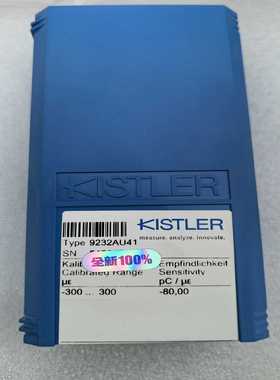 KISTLER
KISTLER
measure. analyze. innovate.
Type 9232AU41
SN
全新100%
Empfindlichkeit
Calibrated Range Sensitivity
µε pC / µε
-300 ... 300 -80,00